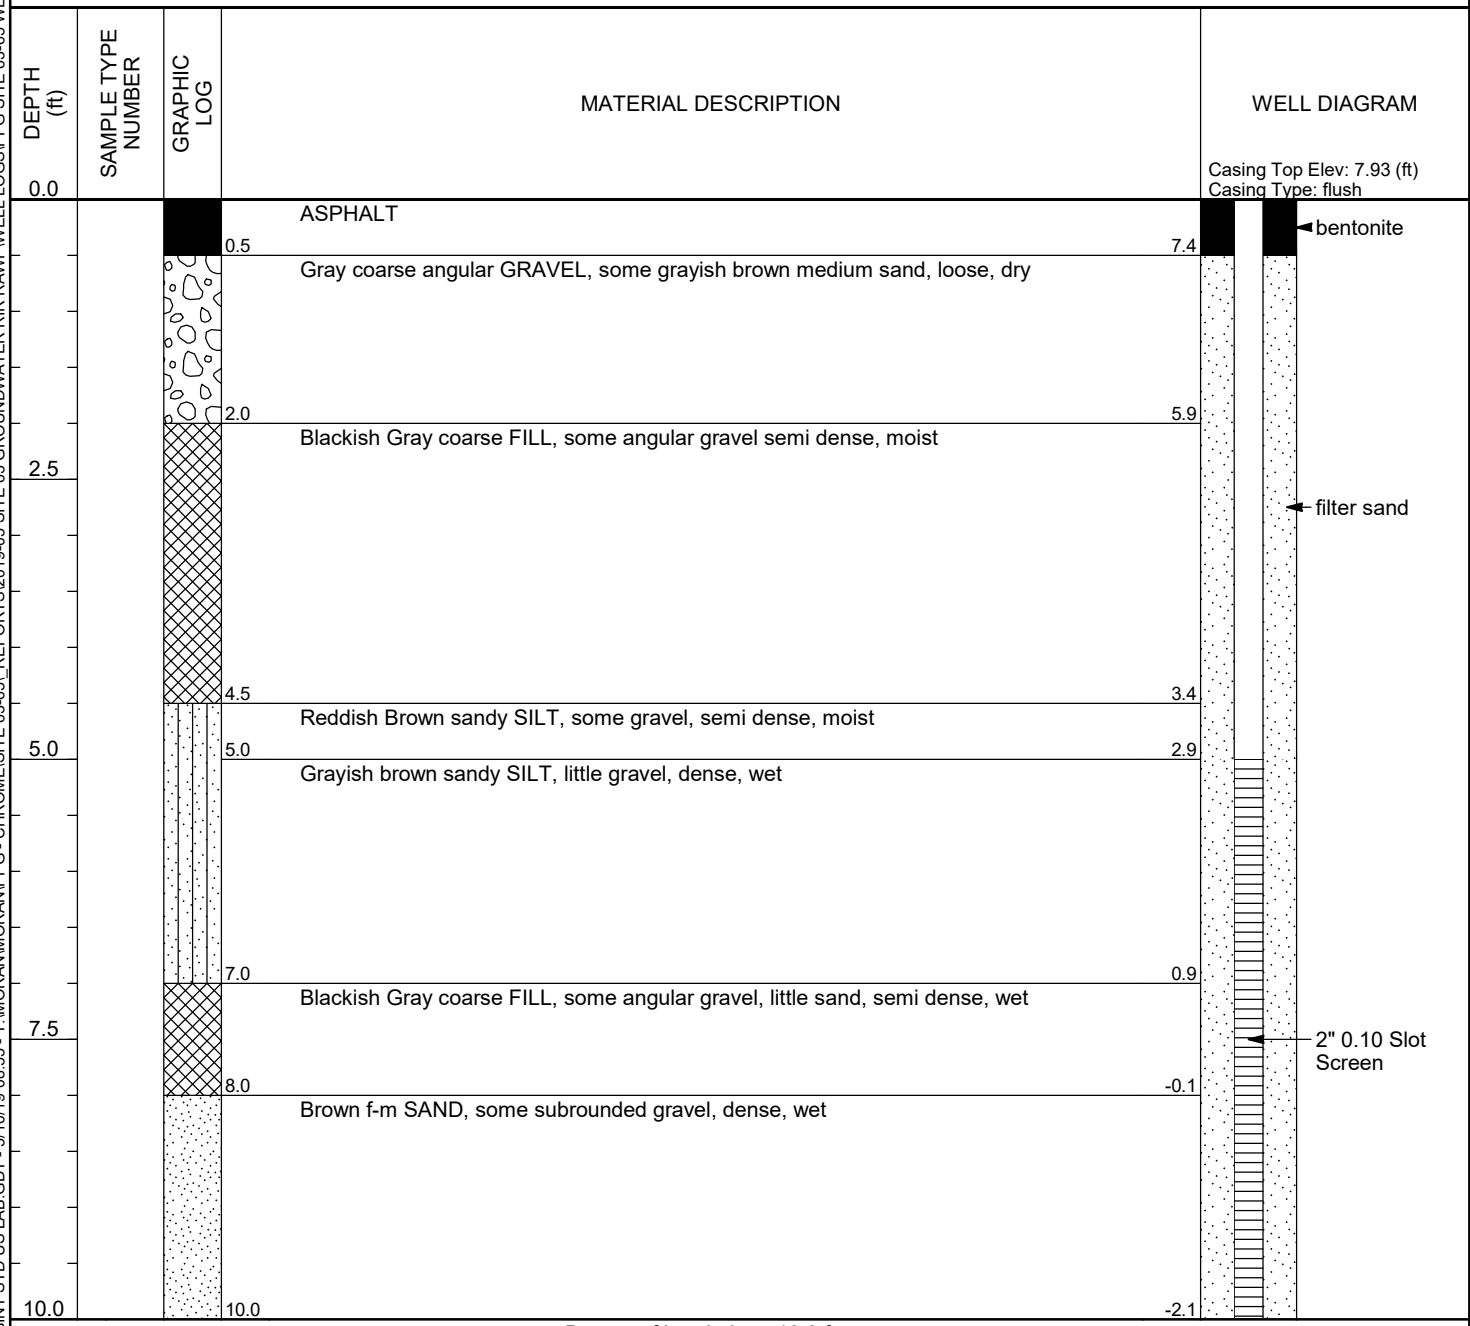 DEPTH
(ft)
SAMPLE TYPE
NUMBER
GRAPHIC
LOG
MATERIAL DESCRIPTION
WELL DIAGRAM
Casing Top Elev: 7.93 (ft)
Casing Type: flush
0.0
ASPHALT
bentonite
0.5
7.4
Gray coarse angular GRAVEL, some grayish brown medium sand, loose, dry
2.0
5.9
Blackish Gray coarse FILL, some angular gravel semi dense, moist
2.5
filter sand
4.5
3.4
Reddish Brown sandy SILT, some gravel, semi dense, moist
5.0
5.0
2.9
Grayish brown sandy SILT, little gravel, dense, wet
7.0
0.9
Blackish Gray coarse FILL, some angular gravel, little sand, semi dense, wet
7.5
2" 0.10 Slot
Screen
8.0
-0.1
Brown f-m SAND, some subrounded gravel, dense, wet
10.0
10.0
-2.1